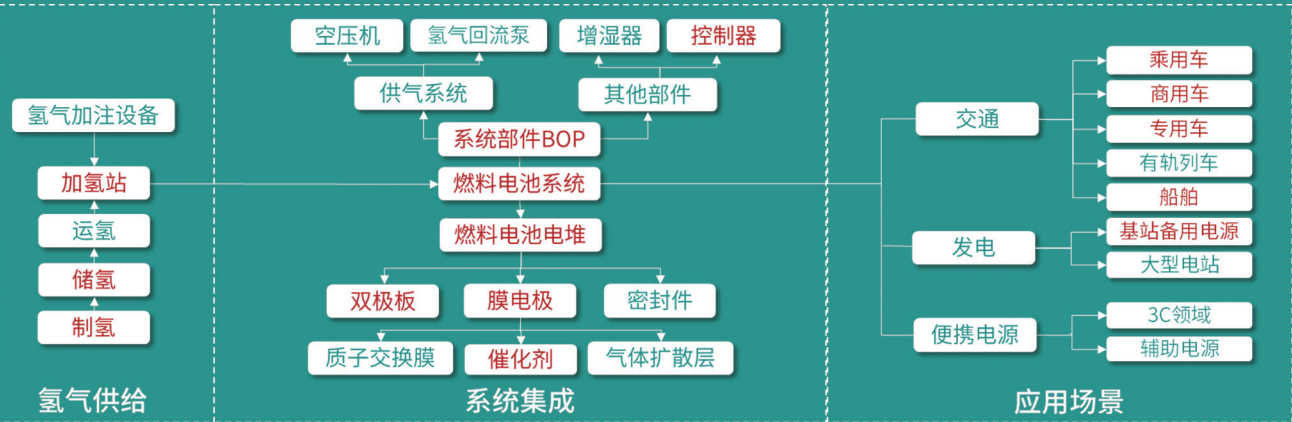 氢气加注设备
加氢站
运氢
储氢
制氢
氢气供给
空压机
氢气回流泵
增湿器
控制器
供气系统
其他部件
系统部件BOP
燃料电池系统
燃料电池电堆
双极板
膜电极
密封件
质子交换膜
催化剂
气体扩散层
系统集成
交通
乘用车
商用车
专用车
有轨列车
船舶
发电
基站备用电源
大型电站
便携电源
3C领域
辅助电源
应用场景